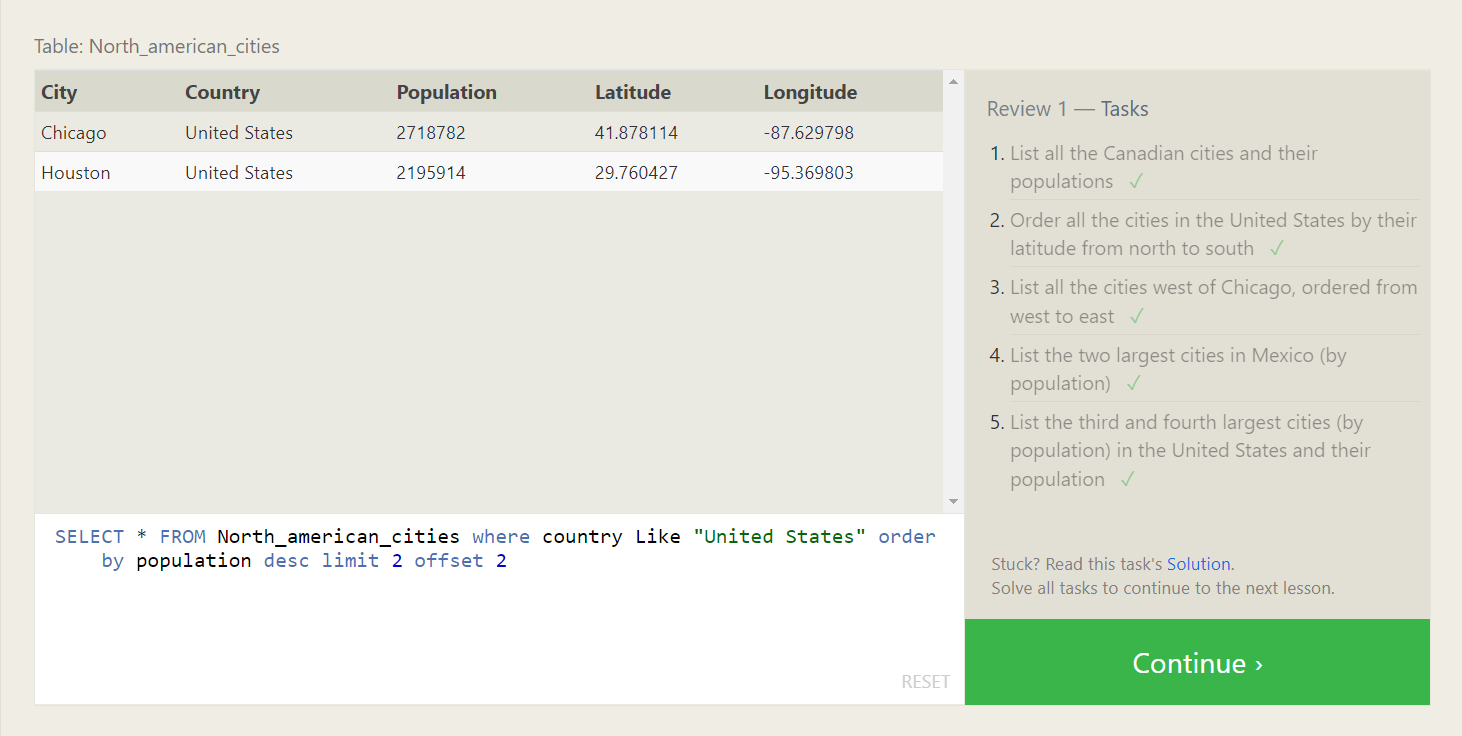 Table: North_american_cities
City Country Population Latitude Longitude
Chicago United States 2718782 41.878114 -87.629798
Houston United States 2195914 29.760427 -95.369803
SELECT * FROM North_american_cities where country Like "United States" order
by population desc limit 2 offset 2
RESET
Review 1 — Tasks
1. List all the Canadian cities and their
populations ✓
2. Order all the cities in the United States by their
latitude from north to south ✓
3. List all the cities west of Chicago, ordered from
west to east ✓
4. List the two largest cities in Mexico (by
population) ✓
5. List the third and fourth largest cities (by
population) in the United States and their
population ✓
Stuck? Read this task's Solution.
Solve all tasks to continue to the next lesson.
Continue ›